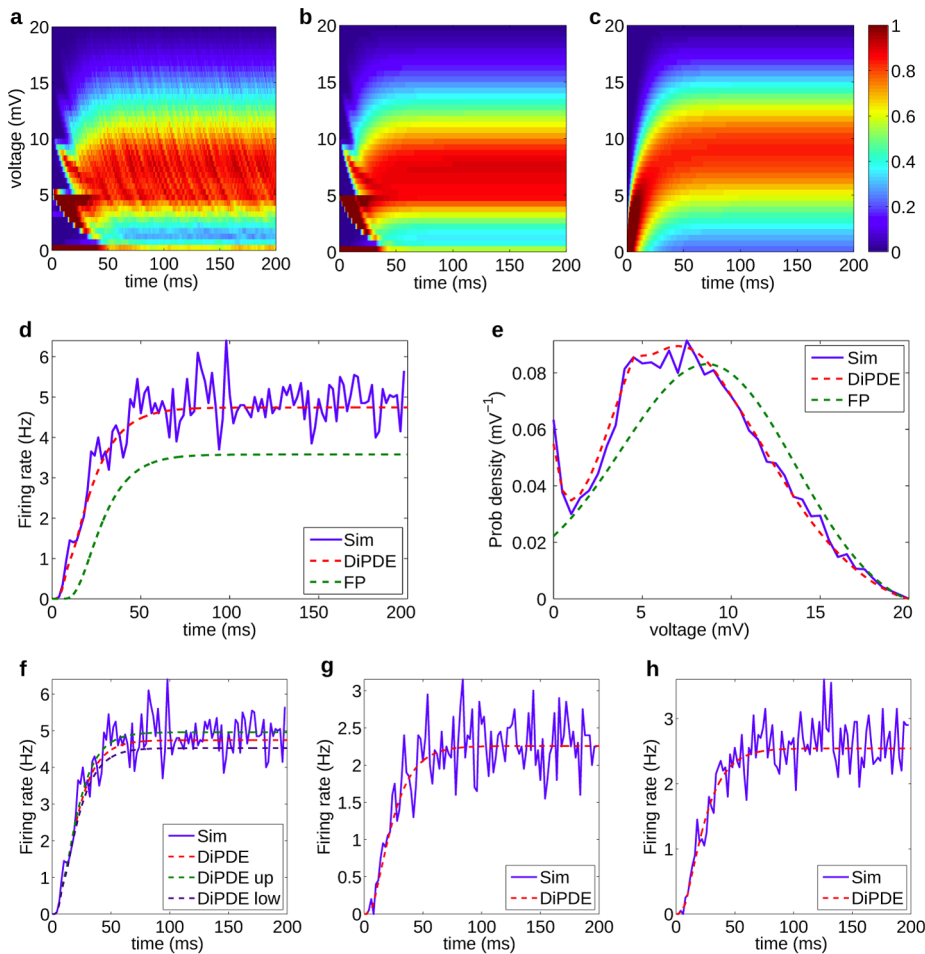 a
b
c
20
15
10
5
0
voltage (mV)
0 50 100 150 200
time (ms)
20
15
10
5
0
0 50 100 150 200
time (ms)
20
15
10
5
0
0 50 100 150 200
time (ms)
1
0.8
0.6
0.4
0.2
0
d
6
5
4
3
2
1
0
Firing rate (Hz)
0 50 100 150 200
time (ms)
Sim
DiPDE
FP
e
0.08
0.06
0.04
0.02
0
Prob density (mV⁻¹)
0 5 10 15 20
voltage (mV)
Sim
DiPDE
FP
f
6
5
4
3
2
1
0
Firing rate (Hz)
0 50 100 150 200
time (ms)
Sim
DiPDE
DiPDE up
DiPDE low
g
3
2.5
2
1.5
1
0.5
0
Firing rate (Hz)
0 50 100 150 200
time (ms)
Sim
DiPDE
h
3
2
1
0
Firing rate (Hz)
0 50 100 150 200
time (ms)
Sim
DiPDE